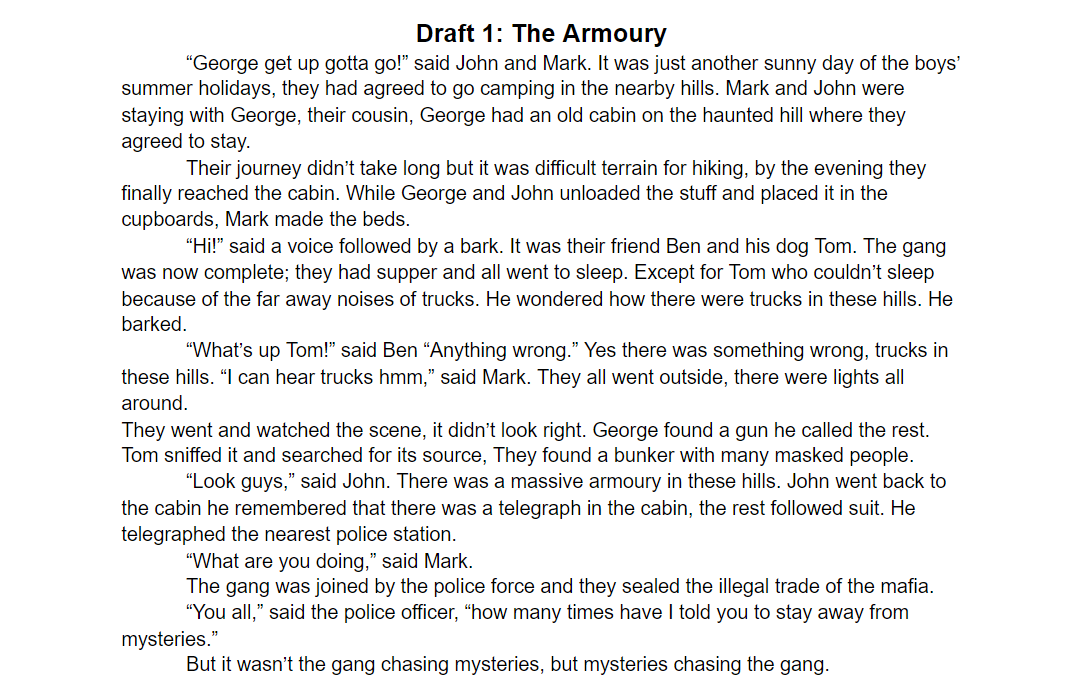 Draft 1: The Armoury
“George get up gotta go!” said John and Mark. It was just another sunny day of the boys’
summer holidays, they had agreed to go camping in the nearby hills. Mark and John were
staying with George, their cousin, George had an old cabin on the haunted hill where they
agreed to stay.
Their journey didn’t take long but it was difficult terrain for hiking, by the evening they
finally reached the cabin. While George and John unloaded the stuff and placed it in the
cupboards, Mark made the beds.
“Hi!” said a voice followed by a bark. It was their friend Ben and his dog Tom. The gang
was now complete; they had supper and all went to sleep. Except for Tom who couldn’t sleep
because of the far away noises of trucks. He wondered how there were trucks in these hills. He
barked.
“What’s up Tom!” said Ben “Anything wrong.” Yes there was something wrong, trucks in
these hills. “I can hear trucks hmm,” said Mark. They all went outside, there were lights all
around.
They went and watched the scene, it didn’t look right. George found a gun he called the rest.
Tom sniffed it and searched for its source, They found a bunker with many masked people.
“Look guys,” said John. There was a massive armoury in these hills. John went back to
the cabin he remembered that there was a telegraph in the cabin, the rest followed suit. He
telegraphed the nearest police station.
“What are you doing,” said Mark.
The gang was joined by the police force and they sealed the illegal trade of the mafia.
“You all,” said the police officer, “how many times have I told you to stay away from
mysteries.”
But it wasn’t the gang chasing mysteries, but mysteries chasing the gang.